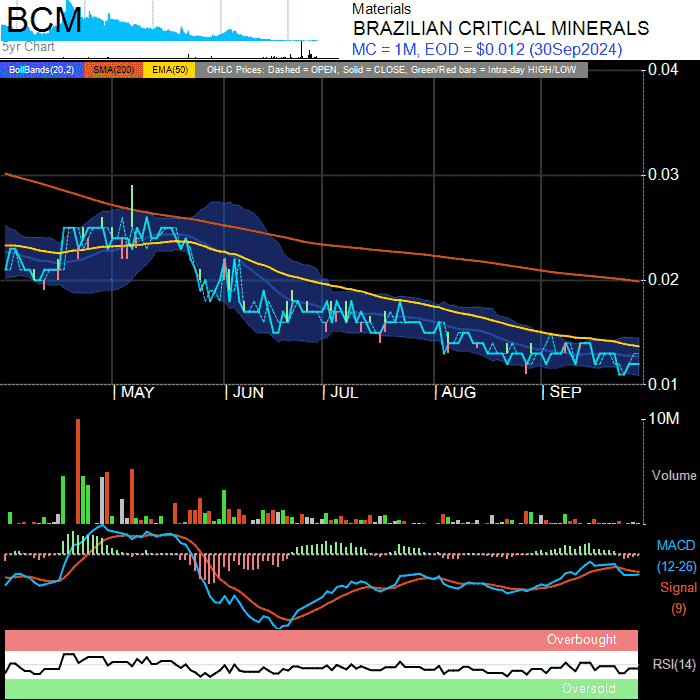 BCM
5yr Chart
Materials
BRAZILIAN CRITICAL MINERALS
MC = 1M, EOD = $0.012 (30Sep2024)
BollBands(20,2) SMA(200) EMA(50) OHLC Prices: Dashed = OPEN, Solid = CLOSE, Green/Red bars = Intra-day HIGH/LOW
0.04
0.03
0.02
0.01
MAY JUN JUL AUG SEP
10M
Volume
MACD
(12-26)
Signal
(9)
Overbought
RSI(14)
Oversold